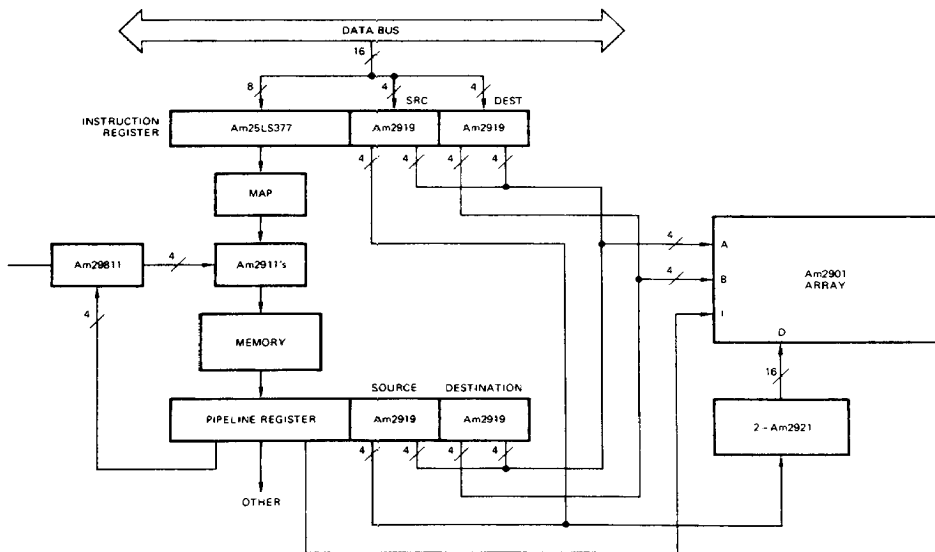 DATA BUS
16
8
4
4
SRC
DEST
INSTRUCTION
REGISTER
Am25LS377
Am2919
Am2919
4
4
4
4
MAP
Am29811
4
Am2911's
4
A
4
B
I
Am2901
ARRAY
D
4
MEMORY
16
SOURCE
DESTINATION
PIPELINE REGISTER
Am2919
Am2919
2 - Am2921
4
4
4
4
OTHER